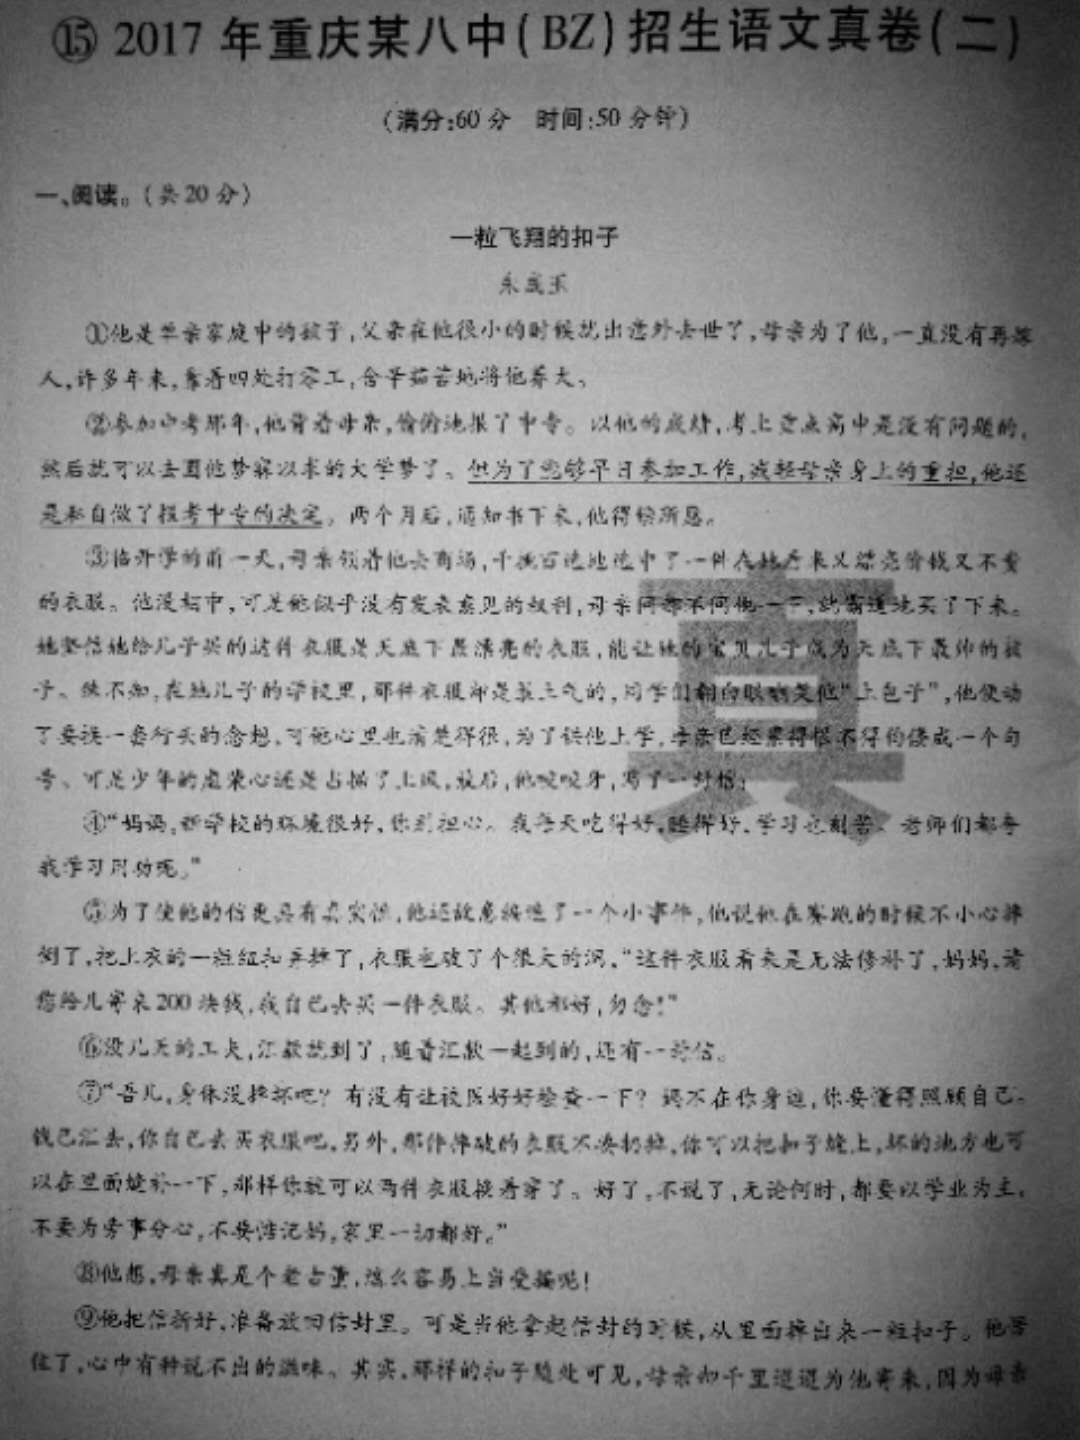 ⑮ 2017 年重庆某八中(BZ)招生语文真卷(二)
(满分:60 分 时间:50 分钟)
一、阅读。(共 20 分)
一粒飞翔的扣子
朱成玉
①他是单亲家庭中的孩子,父亲在他很小的时候就出意外去世了,母亲为了他,一直没有再嫁
人,许多年来,靠着四处打零工,含辛茹苦地将他养大。
②参加中考那年,他背着母亲,偷偷地报了中专。以他的成绩,考上重点高中是没有问题的,
然后就可以去圆他梦寐以求的大学梦了。但为了能够早日参加工作,减轻母亲身上的重担,他还
是私自做了报考中专的决定。两个月后,通知书下来,他得偿所愿。
③临开学的前一天,母亲领着他去商场,千挑百选地选中了一件在她看来又漂亮价钱又不贵
的衣服。他没相中,可是他似乎没有发表意见的权利,母亲问都不问他一下,就霸道地买了下来。
她坚信她给儿子买的这件衣服是天底下最漂亮的衣服,能让她的宝贝儿子成为天底下最帅的孩
子。殊不知,在她儿子的学校里,那件衣服却是最土气的,同学们都白眼嘲笑他“土包子”,他便动
了要换一套行头的念想,可他心里也清楚得很,为了供他上学,母亲已经累得恨不得佝偻成一个句
号。可是少年的虚荣心还是占据了上风,最后,他咬咬牙,写了一封信:
④“妈妈,新学校的环境很好,你别担心。我每天吃得好,睡得好,学习也刻苦。老师们都夸
我学习用功呢。”
⑤为了使他的信更具有真实性,他还故意编造了一个小事件,他说他在赛跑的时候不小心摔
倒了,把上衣的一粒纽扣弄掉了,衣服也破了个很大的洞,“这件衣服看来是无法修补了,妈妈,请
您给儿寄来 200 块钱,我自己去买一件衣服。其他都好,勿念!”
⑥没几天的工夫,汇款就到了,随着汇款一起到的,还有一封信。
⑦“吾儿,身体没摔坏吧?有没有让校医好好检查一下?妈不在你身边,你要懂得照顾自己。
钱已汇去,你自己去买衣服吧,另外,那件摔破的衣服不要扔掉,你可以把扣子缝上,坏的地方也可
以在里面缝补一下,那样你就可以两件衣服换着穿了。好了,不说了,无论何时,都要以学业为主,
不要为旁事分心,不要惦记妈,家里一切都好。”
⑧他想,母亲真是个老古董,这么容易上当受骗呢!
⑨他把信折好,准备放回信封里。可是当他拿起信封的时候,从里面掉出来一粒扣子。他愣
住了,心中有种说不出的滋味。其实,那样的扣子随处可见,母亲却千里迢迢为他寄来,因为母亲
真